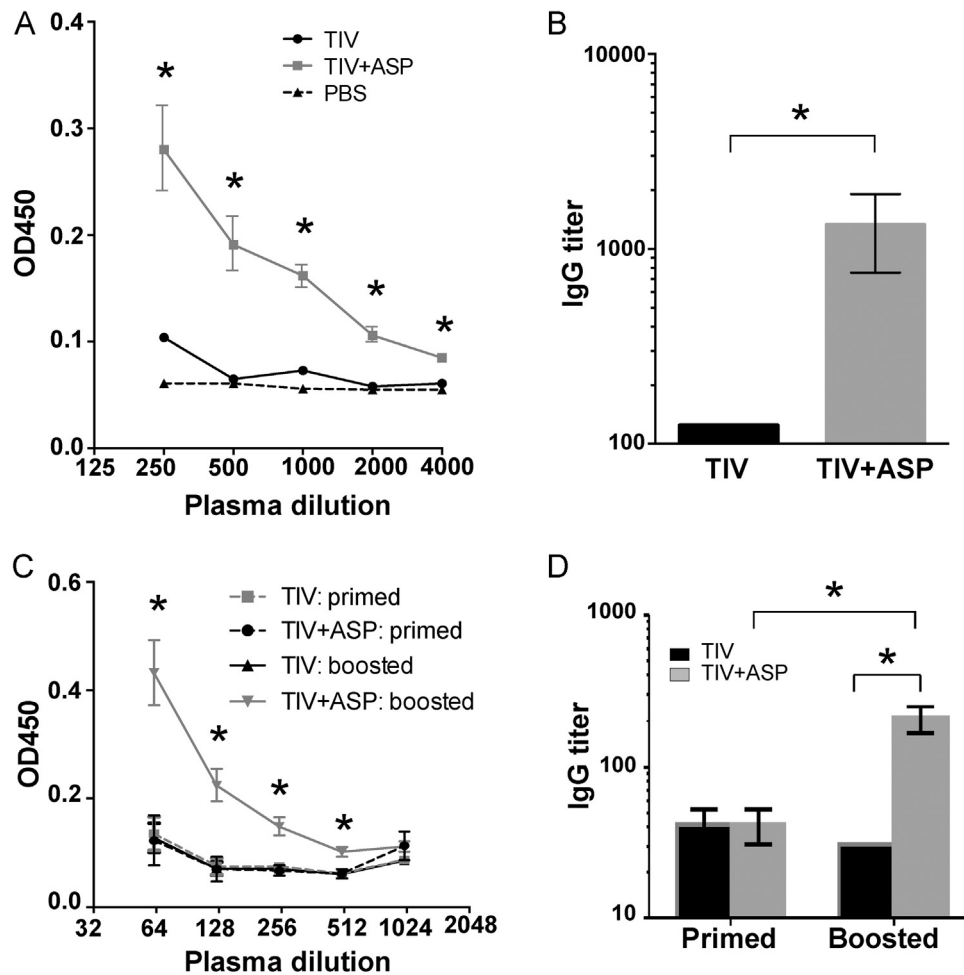 A
0.4
0.3
0.2
0.1
0.0
OD450
TIV
TIV+ASP
PBS
*
*
*
*
*
125 250 500 1000 2000 4000
Plasma dilution
B
10000
1000
100
IgG titer
*
TIV TIV+ASP
C
0.6
0.4
0.2
0.0
OD450
TIV: primed
TIV+ASP: primed
TIV: boosted
TIV+ASP: boosted
*
*
*
*
32 64 128 256 512 1024 2048
Plasma dilution
D
1000
100
10
IgG titer
TIV
TIV+ASP
*
*
Primed Boosted